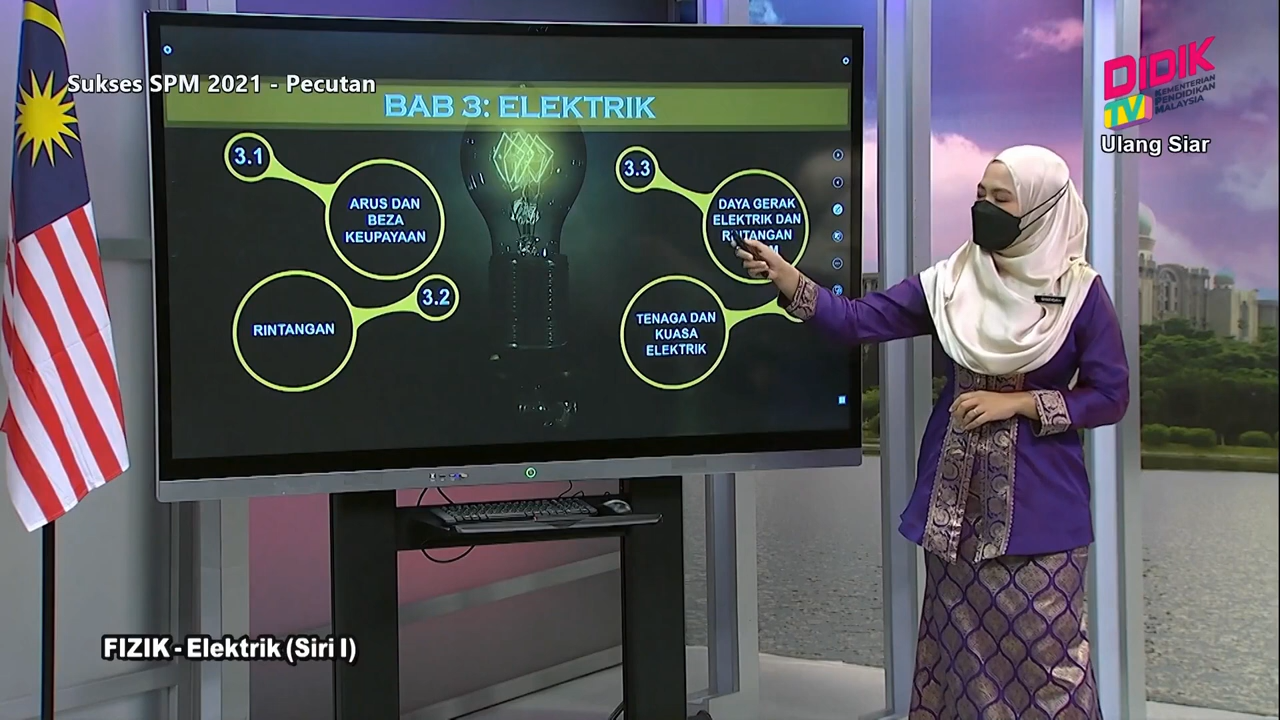 Sukses SPM 2021 - Pecutan
BAB 3: ELEKTRIK
3.1
ARUS DAN
BEZA
KEUPAYAAN
3.2
RINTANGAN
3.3
DAYA GERAK
ELEKTRIK DAN
RINTANGAN
TENAGA DAN
KUASA
ELEKTRIK
DIDIK
TV
KEMENTERIAN
PENDIDIKAN
MALAYSIA
Ulang Siar
FIZIK - Elektrik (Siri I)